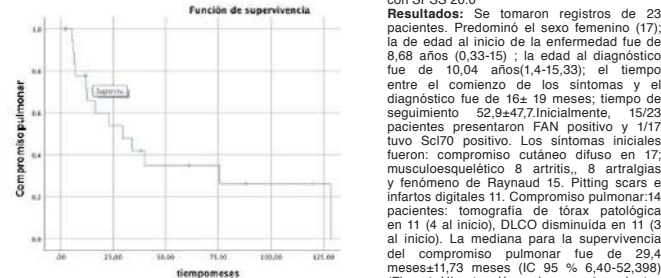 Función de supervivencia
1,0
0,8
0,6
0,4
0,2
0,0
,00
25,00
50,00
75,00
100,00
125,00
Compromiso pulmonar
tiempomeses
con SPSS 20.0
Resultados: Se tomaron registros de 23
pacientes. Predominó el sexo femenino (17);
la de edad al inicio de la enfermedad fue de
8,68 años (0,33-15) ; la edad al diagnóstico
fue de 10,04 años(1,4-15,33); el tiempo
entre el comienzo de los síntomas y el
diagnóstico fue de 16± 19 meses; tiempo de
seguimiento 52,9±47,7.Inicialmente, 15/23
pacientes presentaron FAN positivo y 1/17
tuvo Scl70 positivo. Los síntomas iniciales
fueron: compromiso cutáneo difuso en 17;
musculoesquelético 8 artritis,, 8 artralgias
y fenómeno de Raynaud 15. Pitting scars e
infartos digitales 11. Compromiso pulmonar:14
pacientes: tomografía de tórax patológica
en 11 (4 al inicio), DLCO disminuída en 11 (3
al inicio). La mediana para la supervivencia
del compromiso pulmonar fue de 29,4
meses±11,73 meses (IC 95 % 6,40-52,398)